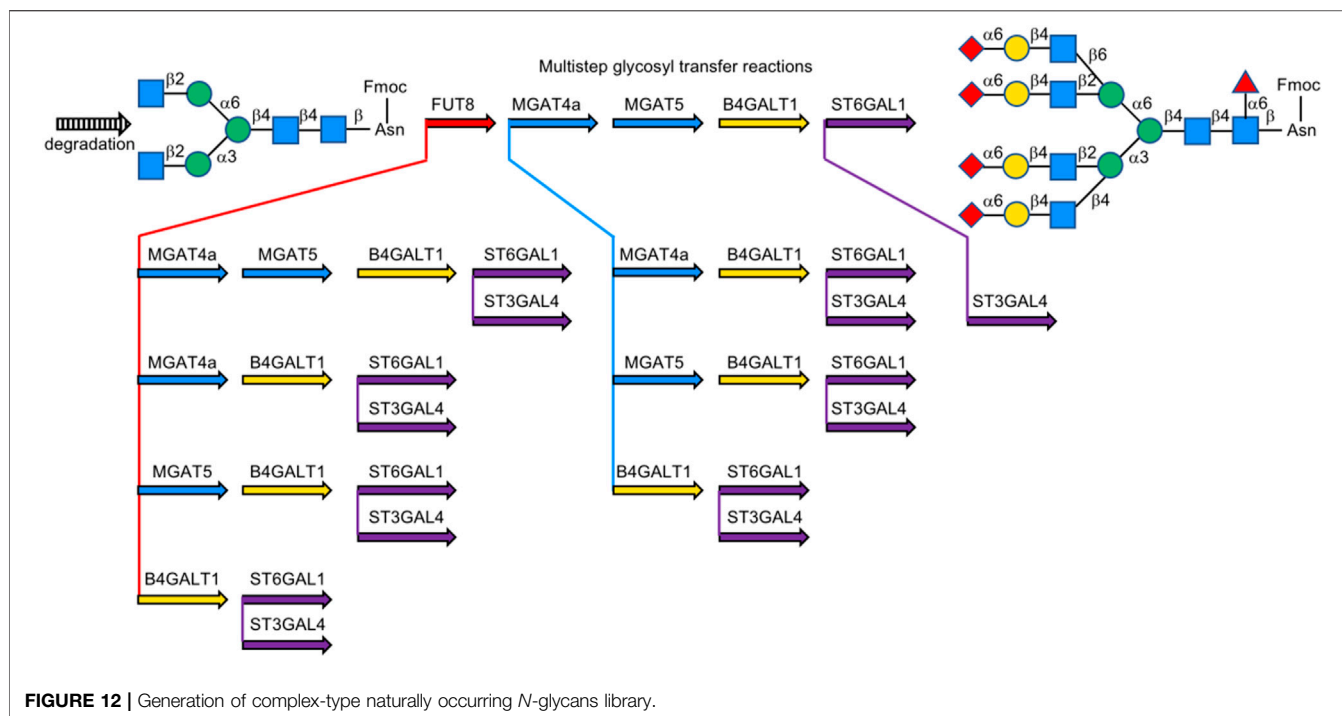 Multistep glycosyl transfer reactions
degradation
β2
α6
β2
α3
β4
β4
β
Fmoc
Asn
FUT8
MGAT4a
MGAT5
B4GALT1
ST6GAL1
α6
β4
β6
α6
β4
β2
α6
α6
β4
β2
α3
α6
β4
β4
β4
β4
α6
β
Fmoc
Asn
MGAT4a
MGAT5
B4GALT1
ST6GAL1
ST3GAL4
MGAT4a
B4GALT1
ST6GAL1
ST3GAL4
ST3GAL4
MGAT4a
B4GALT1
ST6GAL1
ST3GAL4
MGAT5
B4GALT1
ST6GAL1
ST3GAL4
MGAT5
B4GALT1
ST6GAL1
ST3GAL4
B4GALT1
ST6GAL1
ST3GAL4
B4GALT1
ST6GAL1
ST3GAL4
FIGURE 12 | Generation of complex-type naturally occurring N-glycans library.